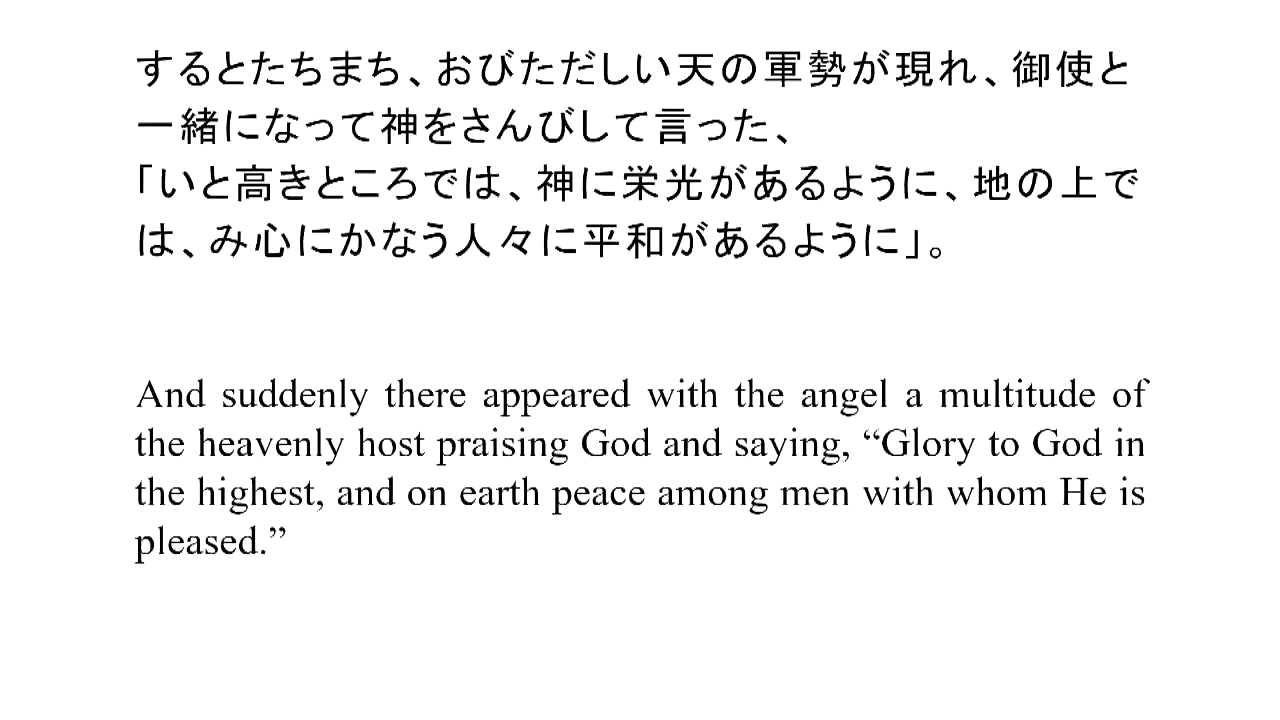 するとたちまち、おびただしい天の軍勢が現れ、御使と
一緒になって神をさんびして言った、
「いと高きところでは、神に栄光があるように、地の上で
は、み心にかなう人々に平和があるように」。
And suddenly there appeared with the angel a multitude of
the heavenly host praising God and saying, “Glory to God in
the highest, and on earth peace among men with whom He is
pleased.”